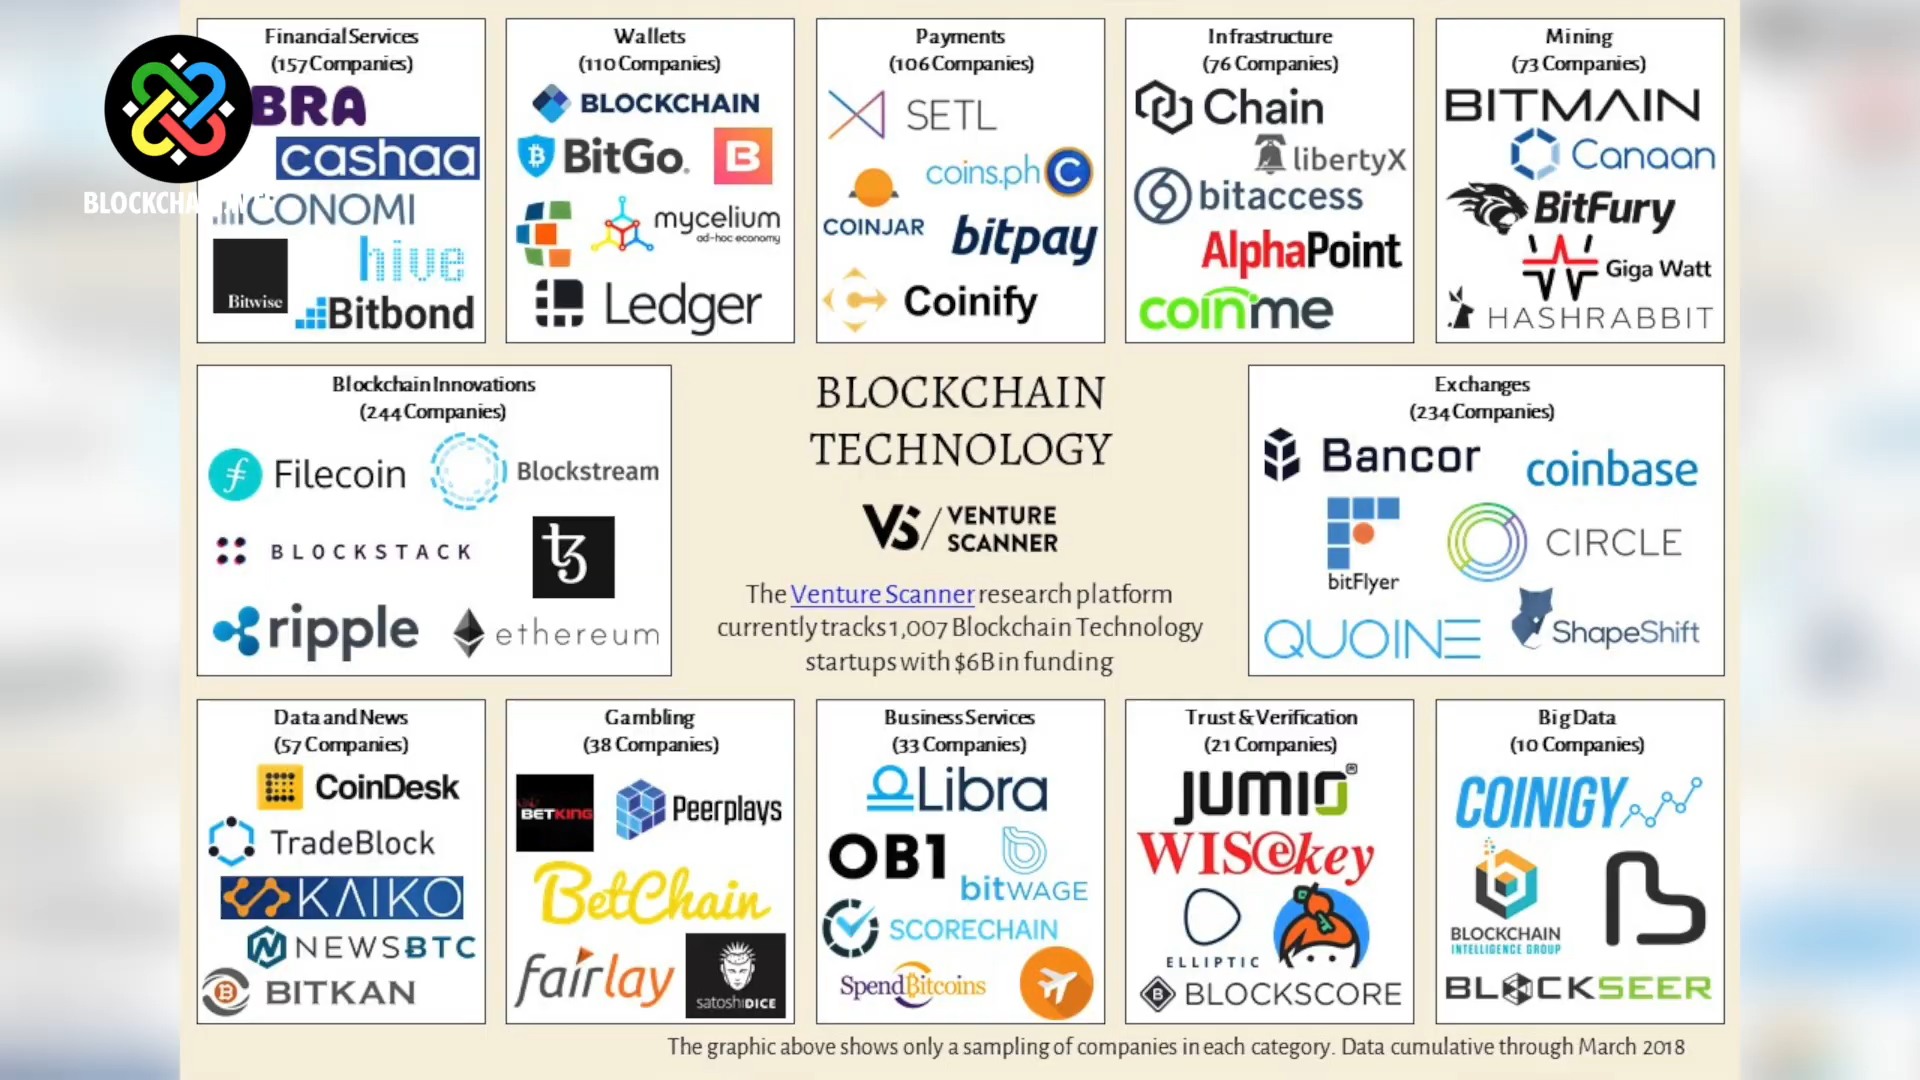 Financial Services
(157 Companies)
BRA
cashaa
ICONOMI
hive
Bitwise
Bitbond
BLOCKCHA
Wallets
(110 Companies)
BLOCKCHAIN
BitGo.
B
mycelium
ad-hoc economy
Ledger
Payments
(106 Companies)
SETL
coins.ph C
COINJAR
bitpay
Coinify
Infrastructure
(76 Companies)
Chain
libertyX
bitaccess
AlphaPoint
coinme
Mining
(73 Companies)
BITMAIN
Canaan
BitFury
Giga Watt
HASHRABBIT
Blockchain Innovations
(244 Companies)
Filecoin
Blockstream
BLOCKSTACK
ripple
ethereum
BLOCKCHAIN
TECHNOLOGY
VS/ VENTURE
SCANNER
The Venture Scanner research platform
currently tracks 1,007 Blockchain Technology
startups with $6B in funding
Exchanges
(234 Companies)
Bancor
coinbase
bitFlyer
CIRCLE
QUOINE
ShapeShift
Data and News
(57 Companies)
CoinDesk
TradeBlock
KAIKO
NEWSBTC
BITKAN
Gambling
(38 Companies)
BETKING
Peerplays
BetChain
fairlay
satoshiDICE
Business Services
(33 Companies)
Libra
OB1
bitWAGE
SCORECHAIN
SpendBitcoins
Trust & Verification
(21 Companies)
JUMIO®
WISekey
ELLIPTIC
BLOCKSCORE
Big Data
(10 Companies)
COINIGY
BLOCKCHAIN
INTELLIGENCE GROUP
BLOCKSEER
The graphic above shows only a sampling of companies in each category. Data cumulative through March 2018